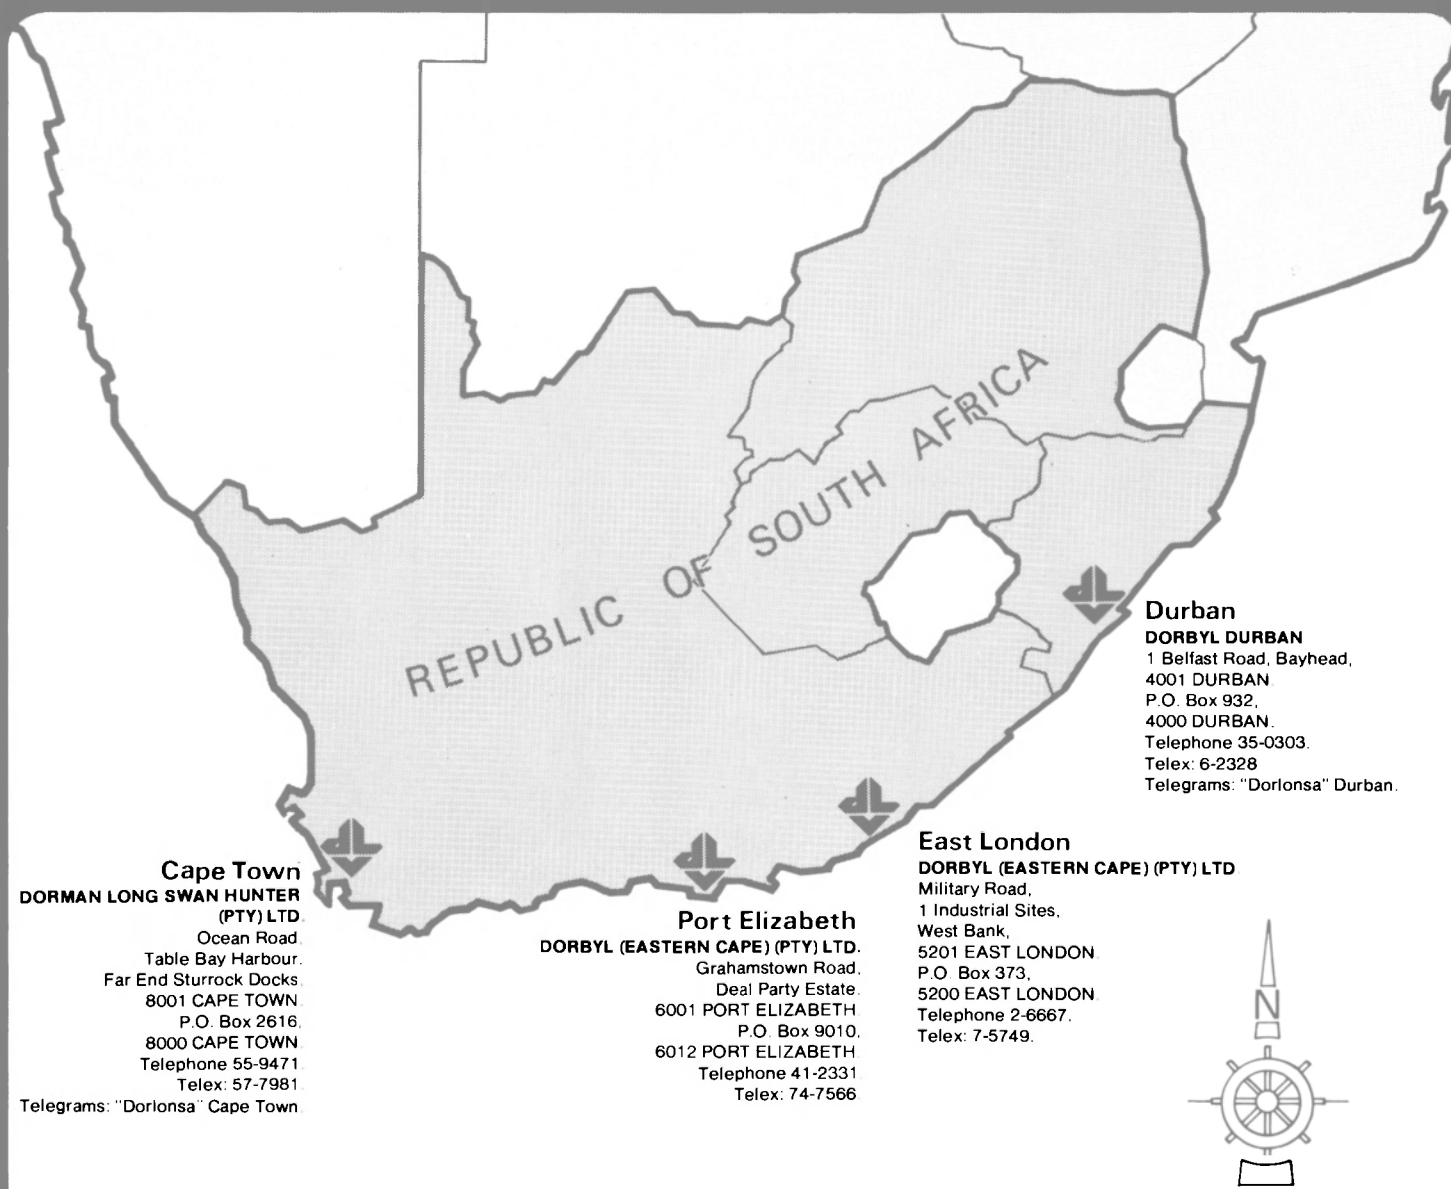 REPUBLIC OF SOUTH AFRICA
Durban
DORBYL DURBAN
1 Belfast Road, Bayhead,
4001 DURBAN.
P.O. Box 932,
4000 DURBAN.
Telephone 35-0303.
Telex: 6-2328
Telegrams: "Dorlonsa" Durban.
East London
DORBYL (EASTERN CAPE) (PTY) LTD.
Military Road,
1 Industrial Sites,
West Bank,
5201 EAST LONDON.
P.O. Box 373,
5200 EAST LONDON.
Telephone 2-6667.
Telex: 7-5749.
Port Elizabeth
DORBYL (EASTERN CAPE) (PTY) LTD.
Grahamstown Road,
Deal Party Estate.
6001 PORT ELIZABETH.
P.O. Box 9010,
6012 PORT ELIZABETH.
Telephone 41-2331.
Telex: 74-7566.
Cape Town
DORMAN LONG SWAN HUNTER
(PTY) LTD.
Ocean Road.
Table Bay Harbour.
Far End Sturrock Docks.
8001 CAPE TOWN.
P.O. Box 2616,
8000 CAPE TOWN.
Telephone 55-9471.
Telex: 57-7981.
Telegrams: "Dorlonsa" Cape Town.
N